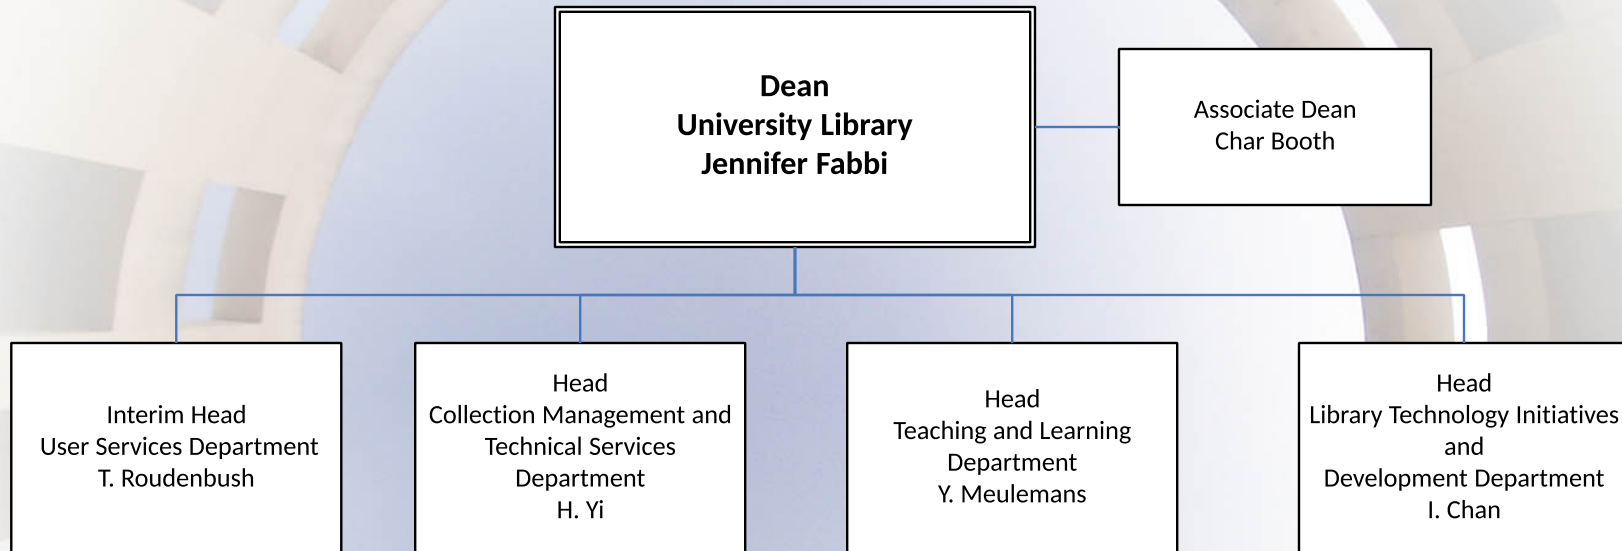 Dean
University Library
Jennifer Fabbi
Associate Dean
Char Booth
Interim Head
User Services Department
T. Roudenbush
Head
Collection Management and
Technical Services
Department
H. Yi
Head
Teaching and Learning
Department
Y. Meulemans
Head
Library Technology Initiatives
and
Development Department
I. Chan